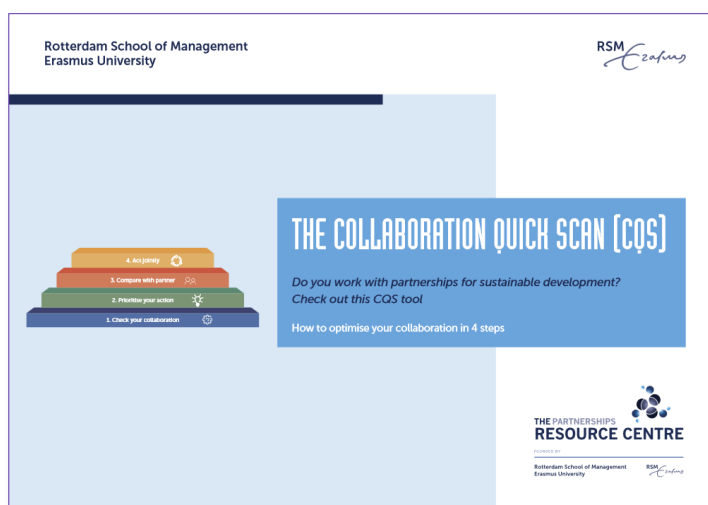 Rotterdam School of Management
Erasmus University
RSM
Erasmus
THE COLLABORATION QUICK SCAN (CQS)
Do you work with partnerships for sustainable development?
Check out this CQS tool
How to optimise your collaboration in 4 steps
4. Act jointly
3. Compare with partner
2. Prioritise your action
1. Check your collaboration
THE PARTNERSHIPS
RESOURCE CENTRE
FOUNDED BY
Rotterdam School of Management
Erasmus University
RSM
Erasmus